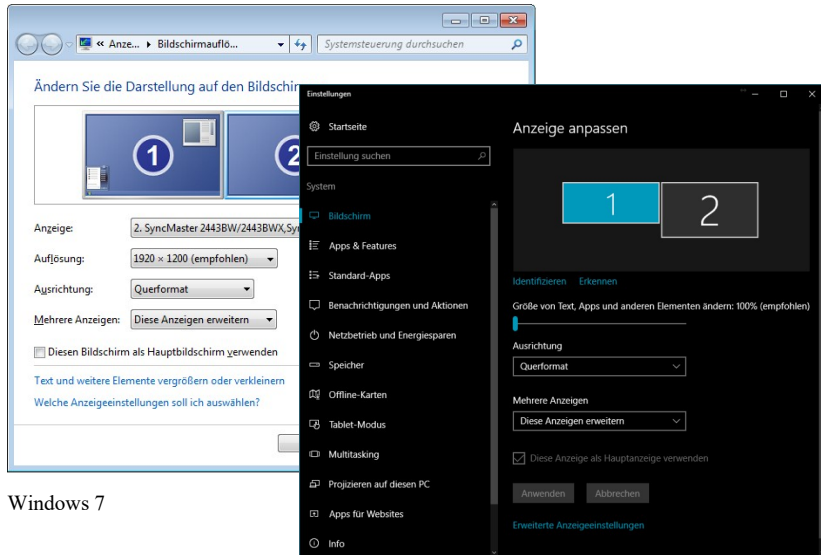 « Anze... ▸ Bildschirmauflö...
Systemsteuerung durchsuchen
Ändern Sie die Darstellung auf den
1
2
Anzeige: 2. SyncMaster 2443BW/2443BWX,
Auflösung: 1920 × 1200 (empfohlen)
Ausrichtung: Querformat
Mehrere Anzeigen: Diese Anzeigen erweitern
Diesen Bildschirm als Hauptbildschirm verwenden
Text und weitere Elemente vergrößern oder verkleinern
Welche Anzeigeeinstellungen soll ich auswählen?
Windows 7
Einstellungen
Startseite
Einstellung suchen
System
Bildschirm
Apps & Features
Standard-Apps
Benachrichtigungen und Aktionen
Netzbetrieb und Energiesparen
Speicher
Offline-Karten
Tablet-Modus
Multitasking
Projizieren auf diesen PC
Apps für Websites
Info
Anzeige anpassen
1
2
Identifizieren Erkennen
Größe von Text, Apps und anderen Elementen ändern: 100% (empfohlen)
Ausrichtung
Querformat
Mehrere Anzeigen
Diese Anzeigen erweitern
Diese Anzeige als Hauptanzeige verwenden
Anwenden Abbrechen
Erweiterte Anzeigeeinstellungen